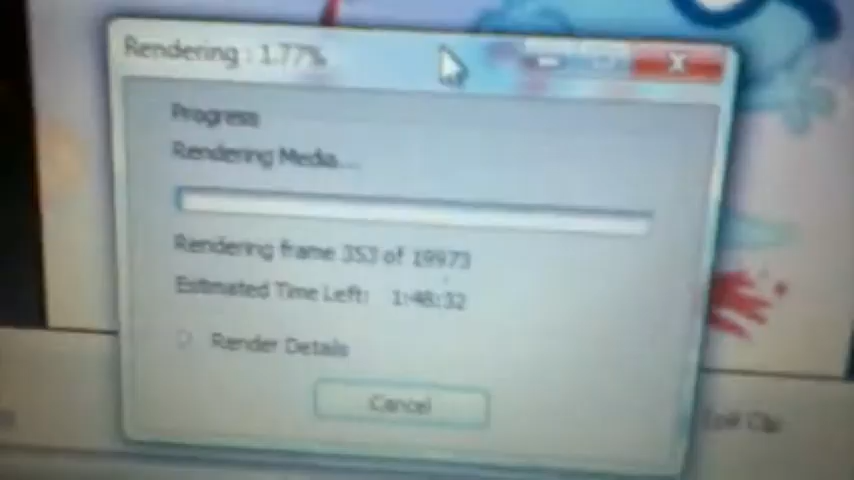 Rendering : 1.77%
Progress
Rendering Media...
Rendering frame 353 of 19973
Estimated Time Left: 1:48:32
Render Details
Cancel